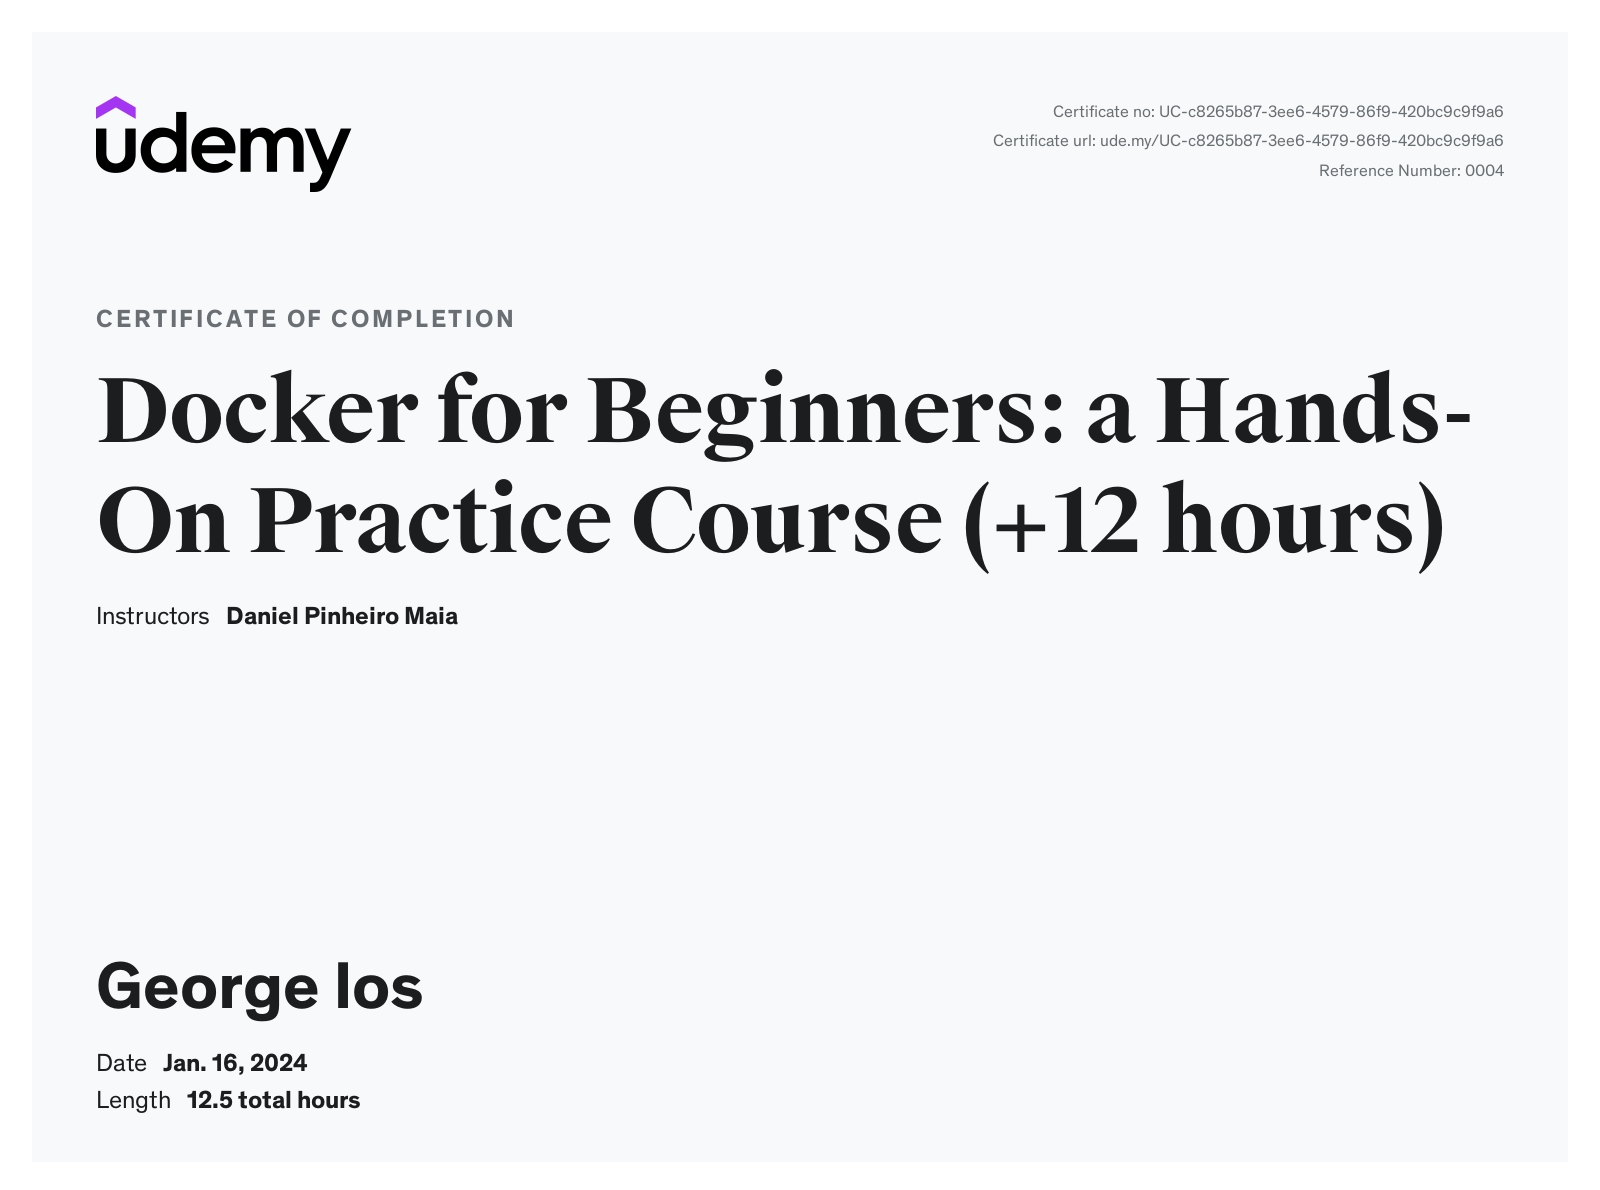 udemy
Certificate no: UC-c8265b87-3ee6-4579-86f9-420bc9c9f9a6
Certificate url: ude.my/UC-c8265b87-3ee6-4579-86f9-420bc9c9f9a6
Reference Number: 0004
CERTIFICATE OF COMPLETION
Docker for Beginners: a Hands-
On Practice Course (+12 hours)
Instructors Daniel Pinheiro Maia
George Ios
Date Jan. 16, 2024
Length 12.5 total hours